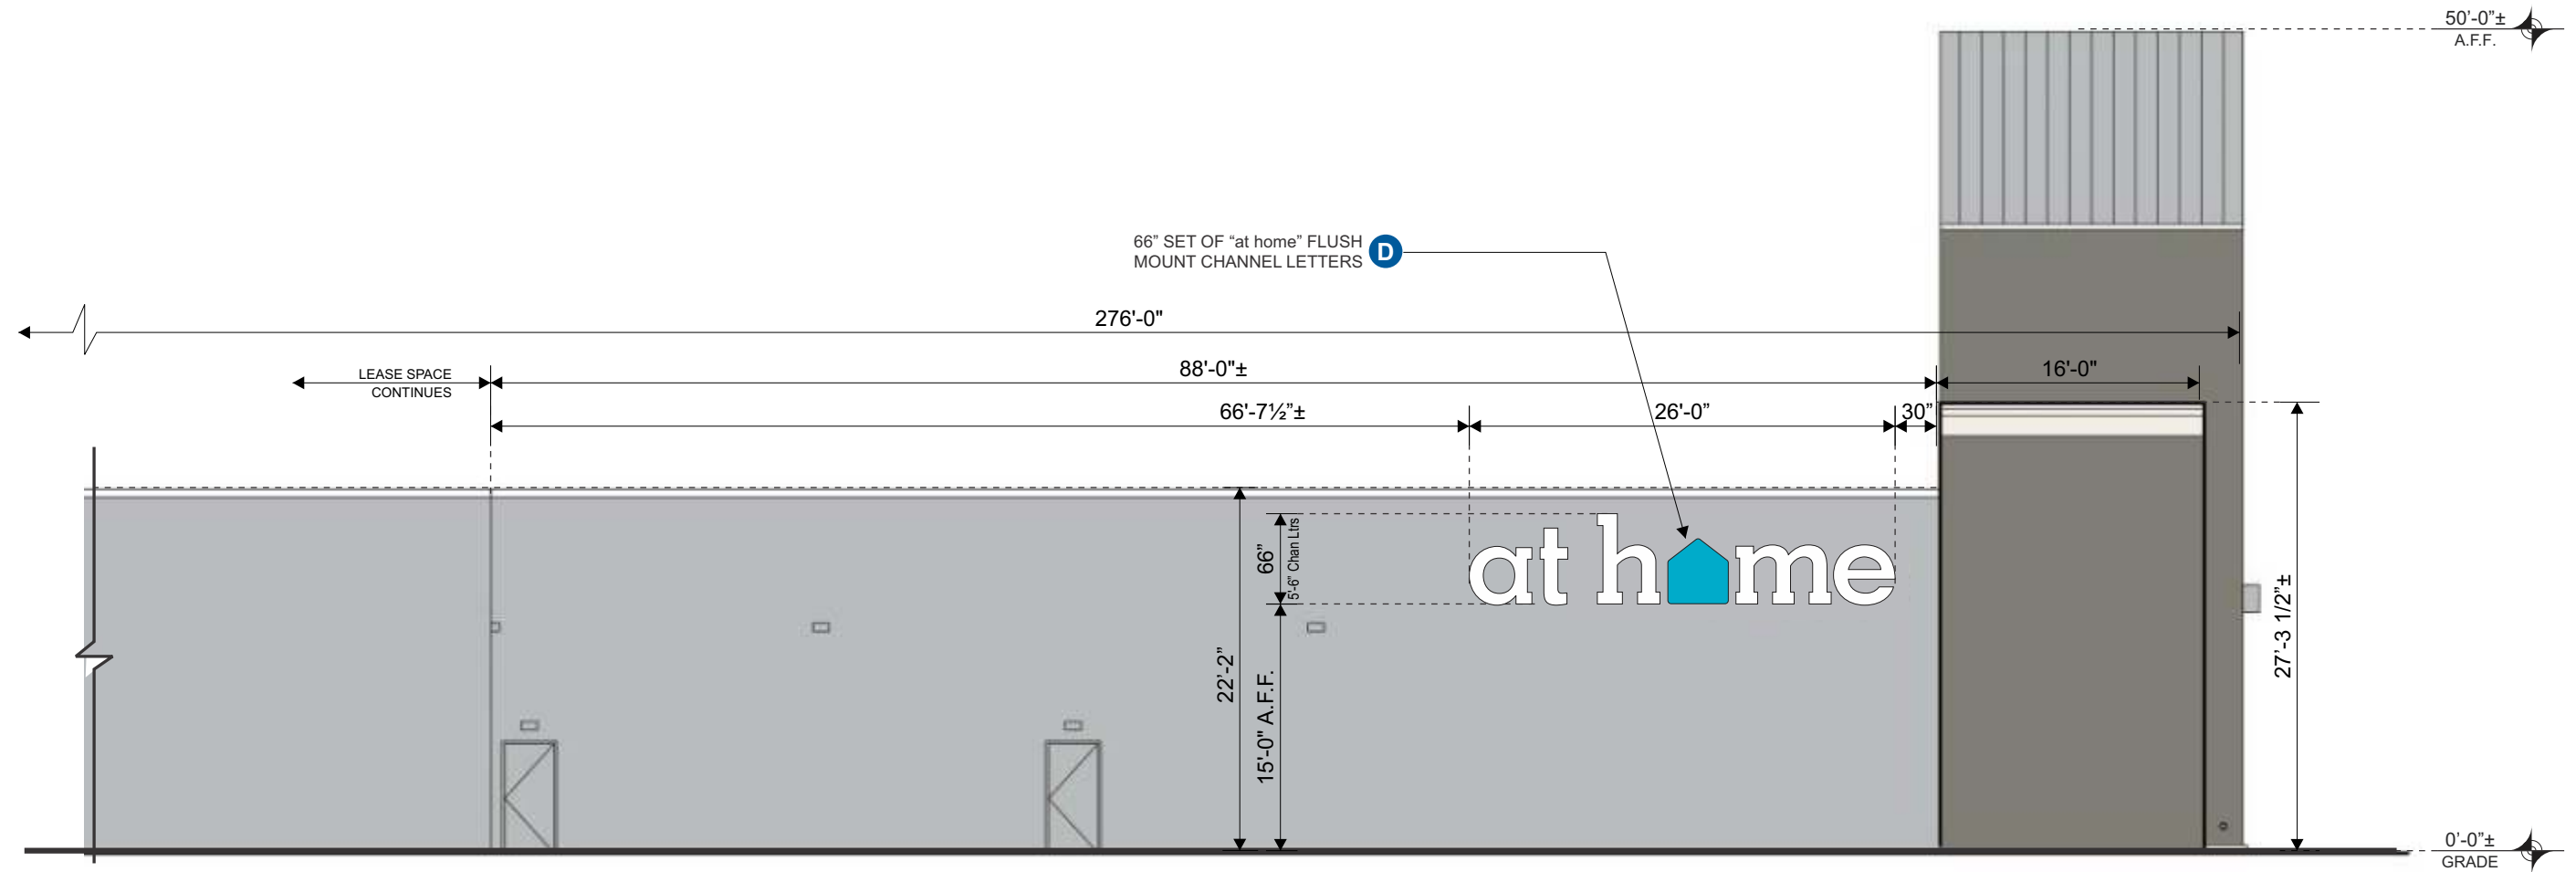 50’-0”±
A.F.F.
66” SET OF “at home” FLUSH
MOUNT CHANNEL LETTERS
D
276'-0"
LEASE SPACE
CONTINUES
88'-0"±
16'-0"
66'-7½”±
26'-0”
30”
66”
5'-6” Chan Ltrs
at home
22'-2”
15'-0" A.F.F.
27’-3 1/2”±
0’-0”±
GRADE